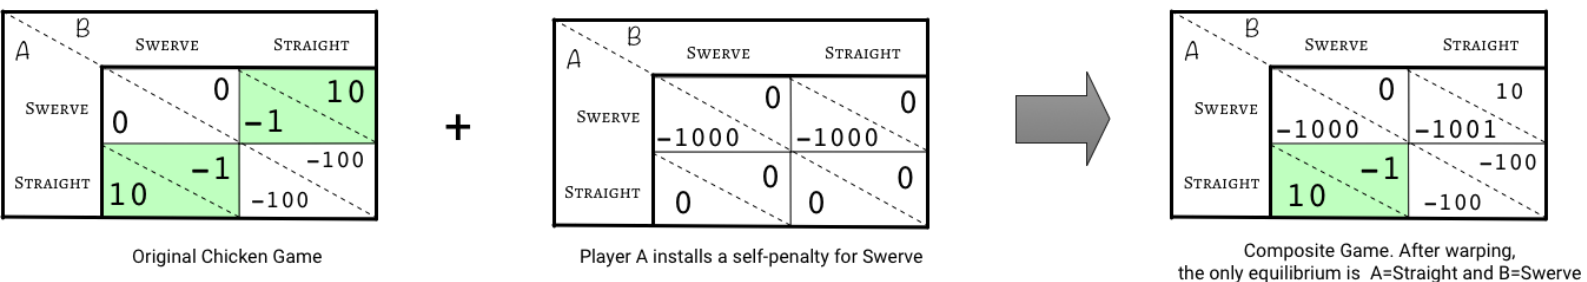 B
A
SWERVE STRAIGHT
SWERVE
0 10
0 -1
STRAIGHT
-1 -100
10 -100
Original Chicken Game
+
B
A
SWERVE STRAIGHT
SWERVE
0 0
-1000 -1000
STRAIGHT
0 0
0 0
Player A installs a self-penalty for Swerve
B
A
SWERVE STRAIGHT
SWERVE
0 10
-1000 -1001
STRAIGHT
-1 -100
10 -100
Composite Game. After warping,
the only equilibrium is A=Straight and B=Swerve